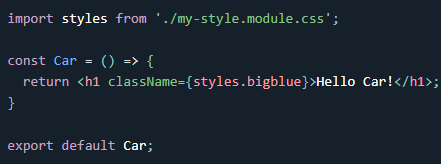 import styles from './my-style.module.css';

const Car = () => {
  return <h1 className={styles.bigblue}>Hello Car!</h1>;
}

export default Car;